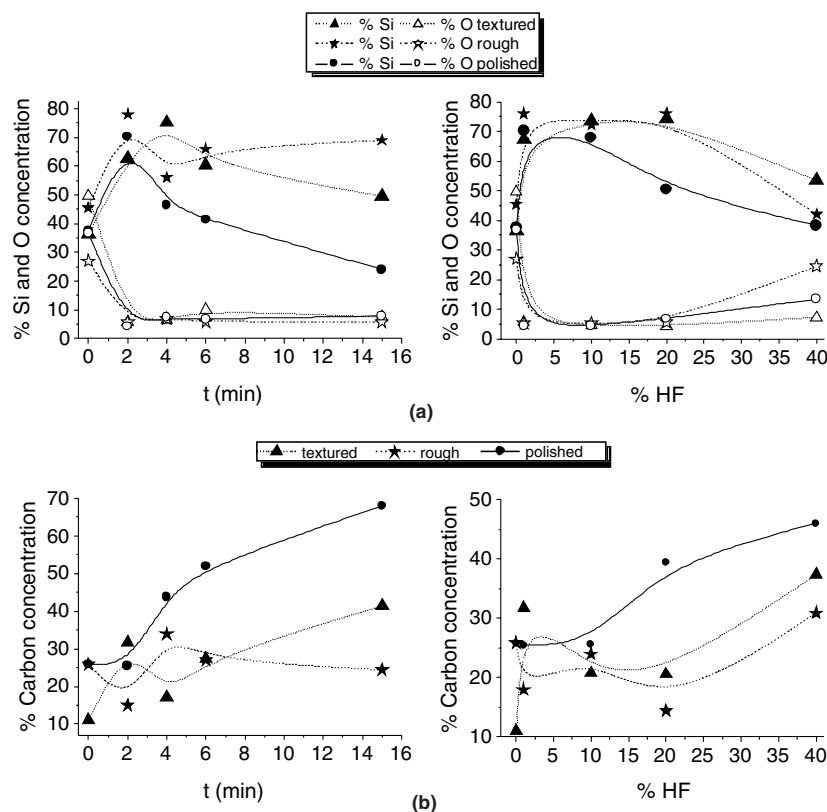 % Si % O textured
% Si % O rough
% Si % O polished
80
70
60
50
40
30
20
10
0
% Si and O concentration
0 2 4 6 8 10 12 14 16
t (min)
80
70
60
50
40
30
20
10
0
% Si and O concentration
0 5 10 15 20 25 30 35 40
% HF
(a)
textured rough polished
70
60
50
40
30
20
10
% Carbon concentration
0 2 4 6 8 10 12 14 16
t (min)
50
40
30
20
10
% Carbon concentration
0 10 20 30 40
% HF
(b)